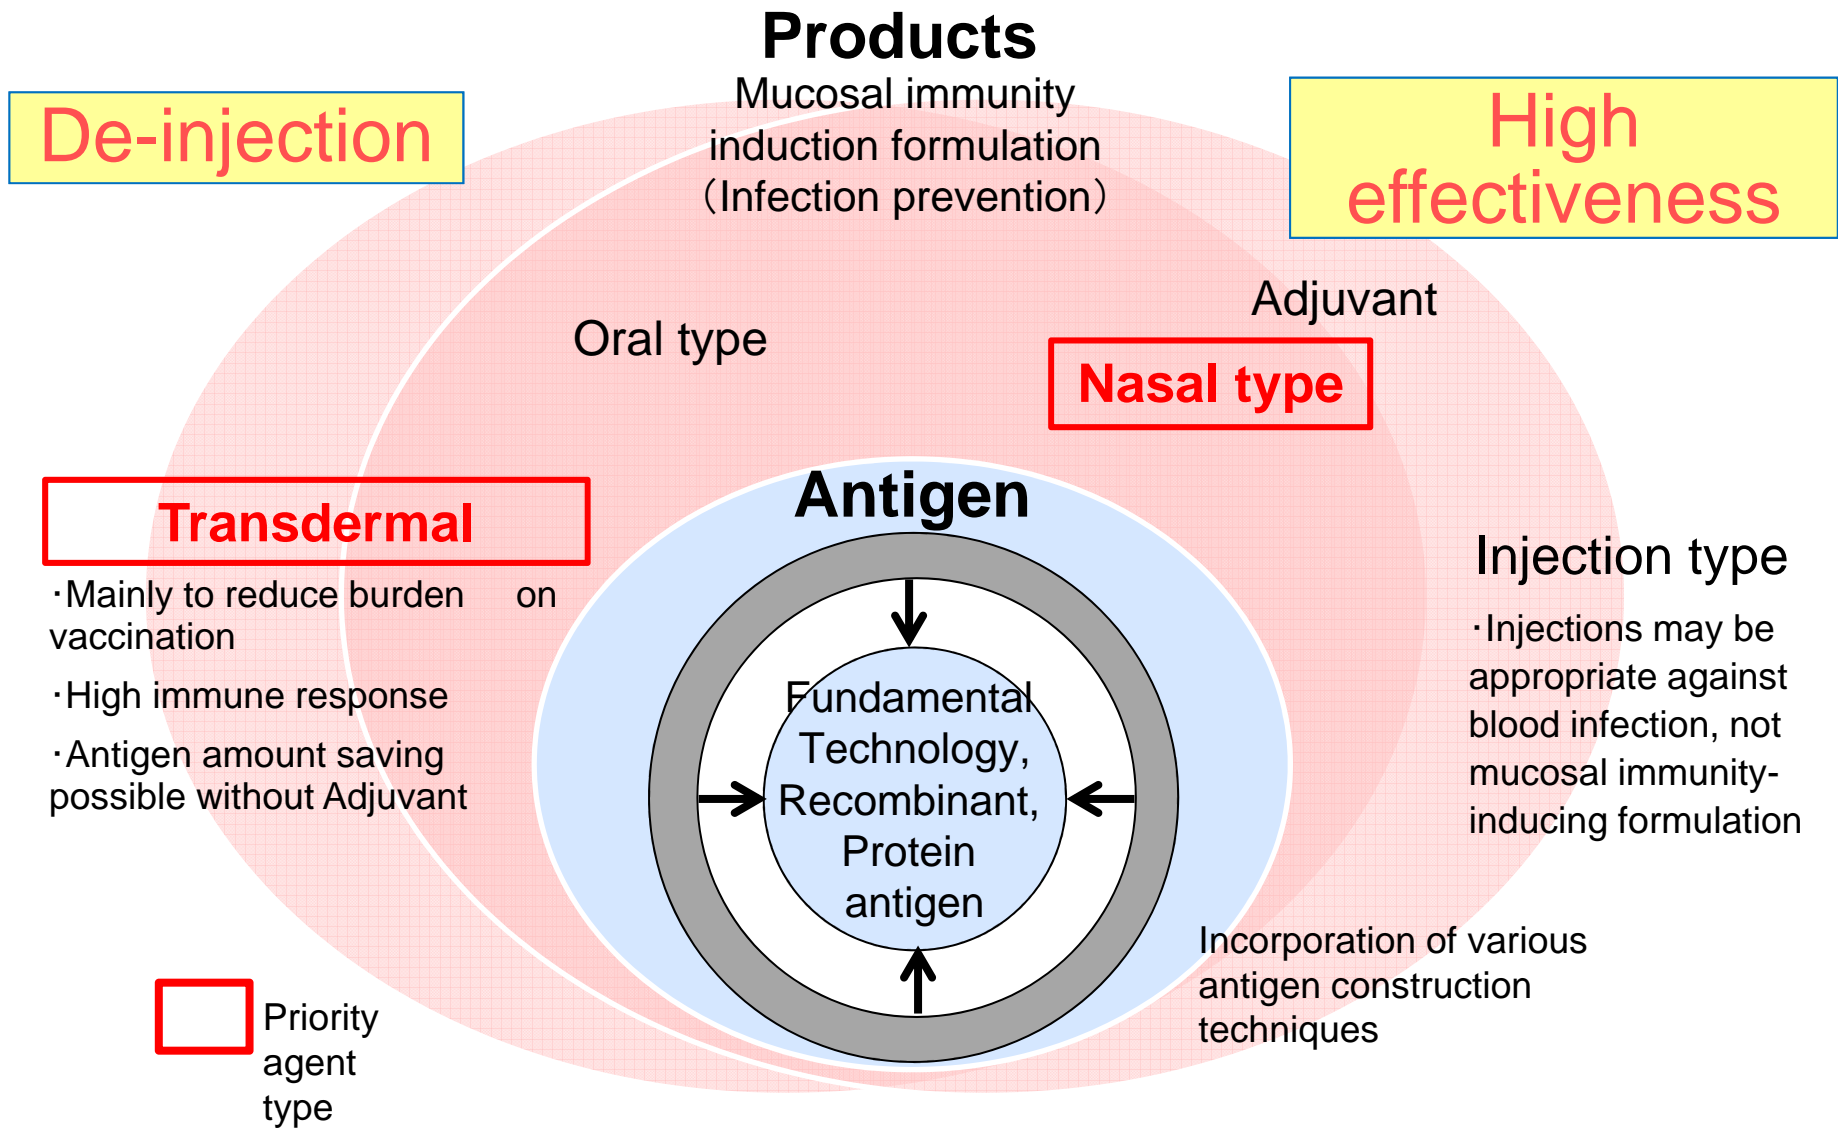 Products
Mucosal immunity
induction formulation
（Infection prevention）
De-injection
High
effectiveness
Adjuvant
Oral type
Nasal type
Transdermal
・Mainly to reduce burden on
vaccination
・High immune response
・Antigen amount saving
possible without Adjuvant
Antigen
Fundamental
Technology,
Recombinant,
Protein
antigen
Injection type
・Injections may be
appropriate against
blood infection, not
mucosal immunity-
inducing formulation
Incorporation of various
antigen construction
techniques
Priority
agent
type